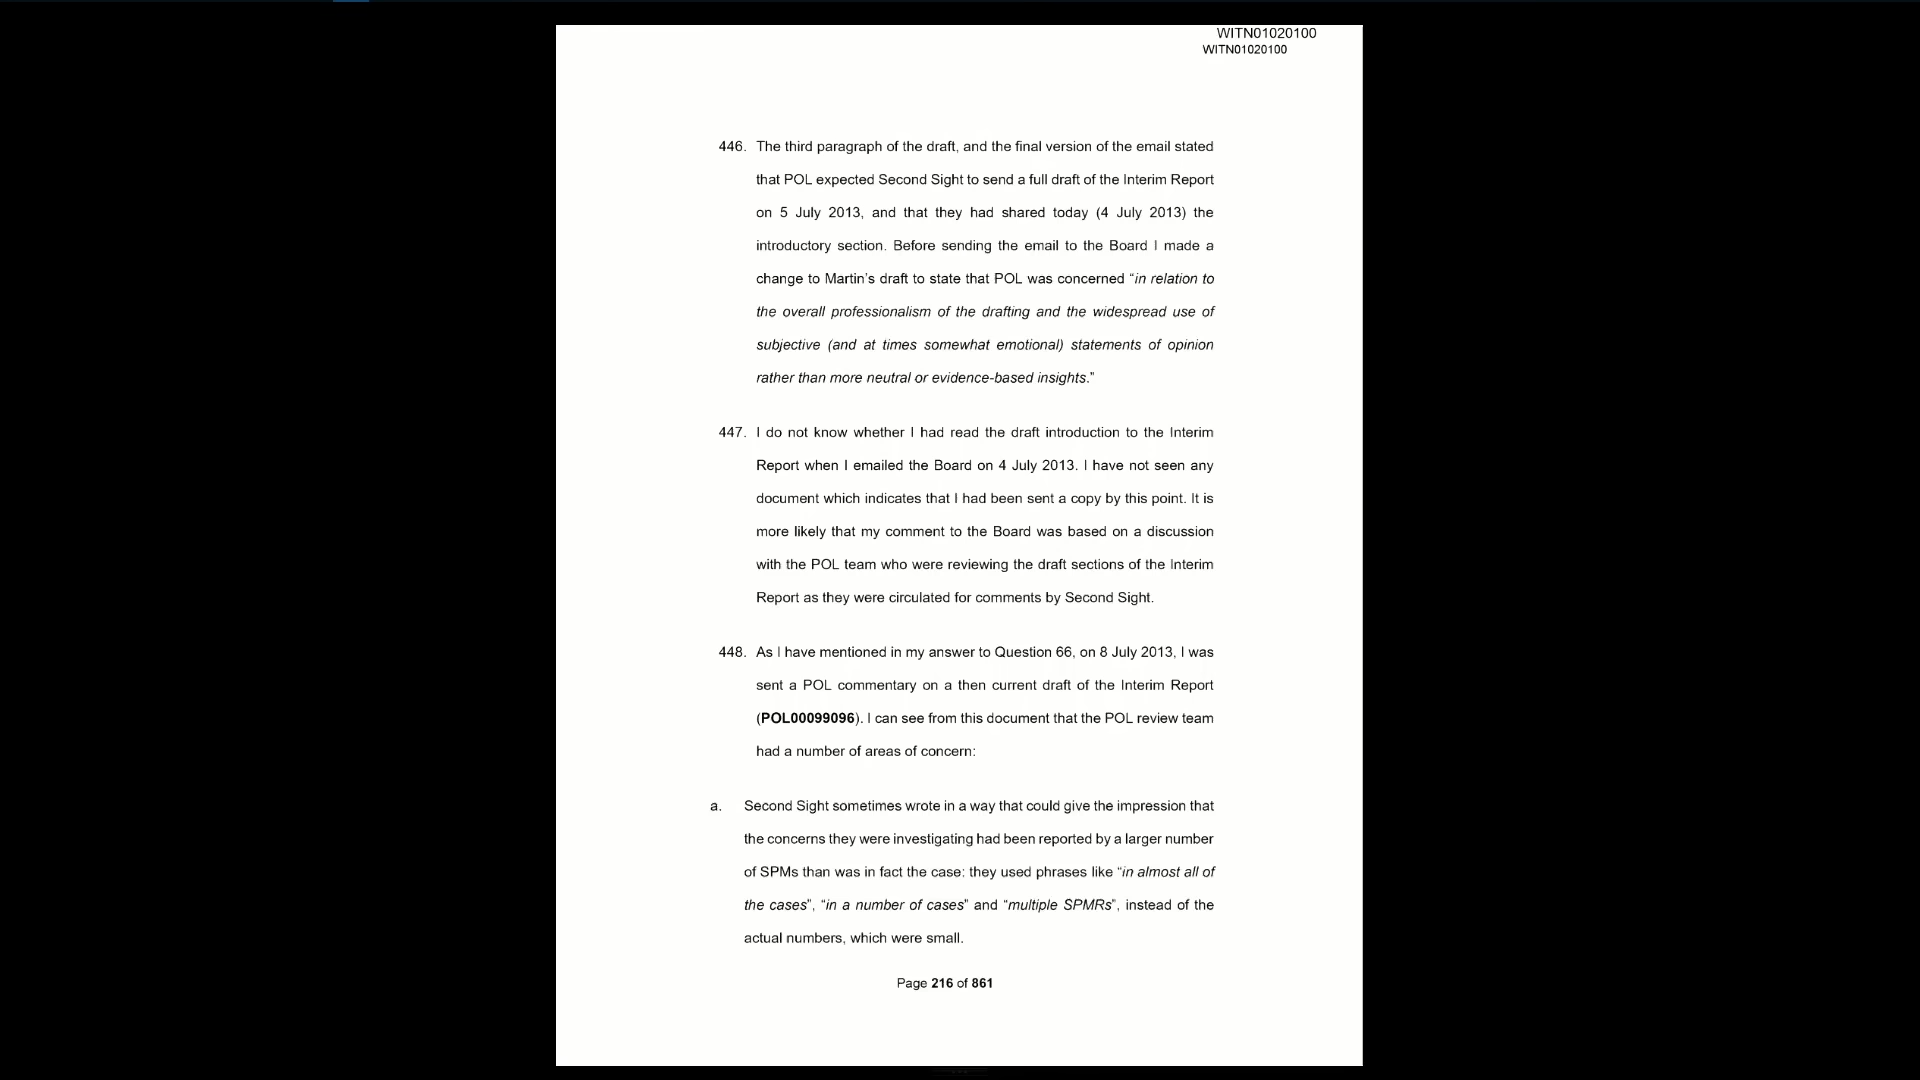 WITN01020100
WITN01020100
446. The third paragraph of the draft, and the final version of the email stated
that POL expected Second Sight to send a full draft of the Interim Report
on 5 July 2013, and that they had shared today (4 July 2013) the
introductory section. Before sending the email to the Board I made a
change to Martin’s draft to state that POL was concerned “in relation to
the overall professionalism of the drafting and the widespread use of
subjective (and at times somewhat emotional) statements of opinion
rather than more neutral or evidence-based insights.”
447. I do not know whether I had read the draft introduction to the Interim
Report when I emailed the Board on 4 July 2013. I have not seen any
document which indicates that I had been sent a copy by this point. It is
more likely that my comment to the Board was based on a discussion
with the POL team who were reviewing the draft sections of the Interim
Report as they were circulated for comments by Second Sight.
448. As I have mentioned in my answer to Question 66, on 8 July 2013, I was
sent a POL commentary on a then current draft of the Interim Report
(POL00099096). I can see from this document that the POL review team
had a number of areas of concern:
a. Second Sight sometimes wrote in a way that could give the impression that
the concerns they were investigating had been reported by a larger number
of SPMs than was in fact the case: they used phrases like “in almost all of
the cases”, “in a number of cases” and “multiple SPMRs”, instead of the
actual numbers, which were small.
Page 216 of 861